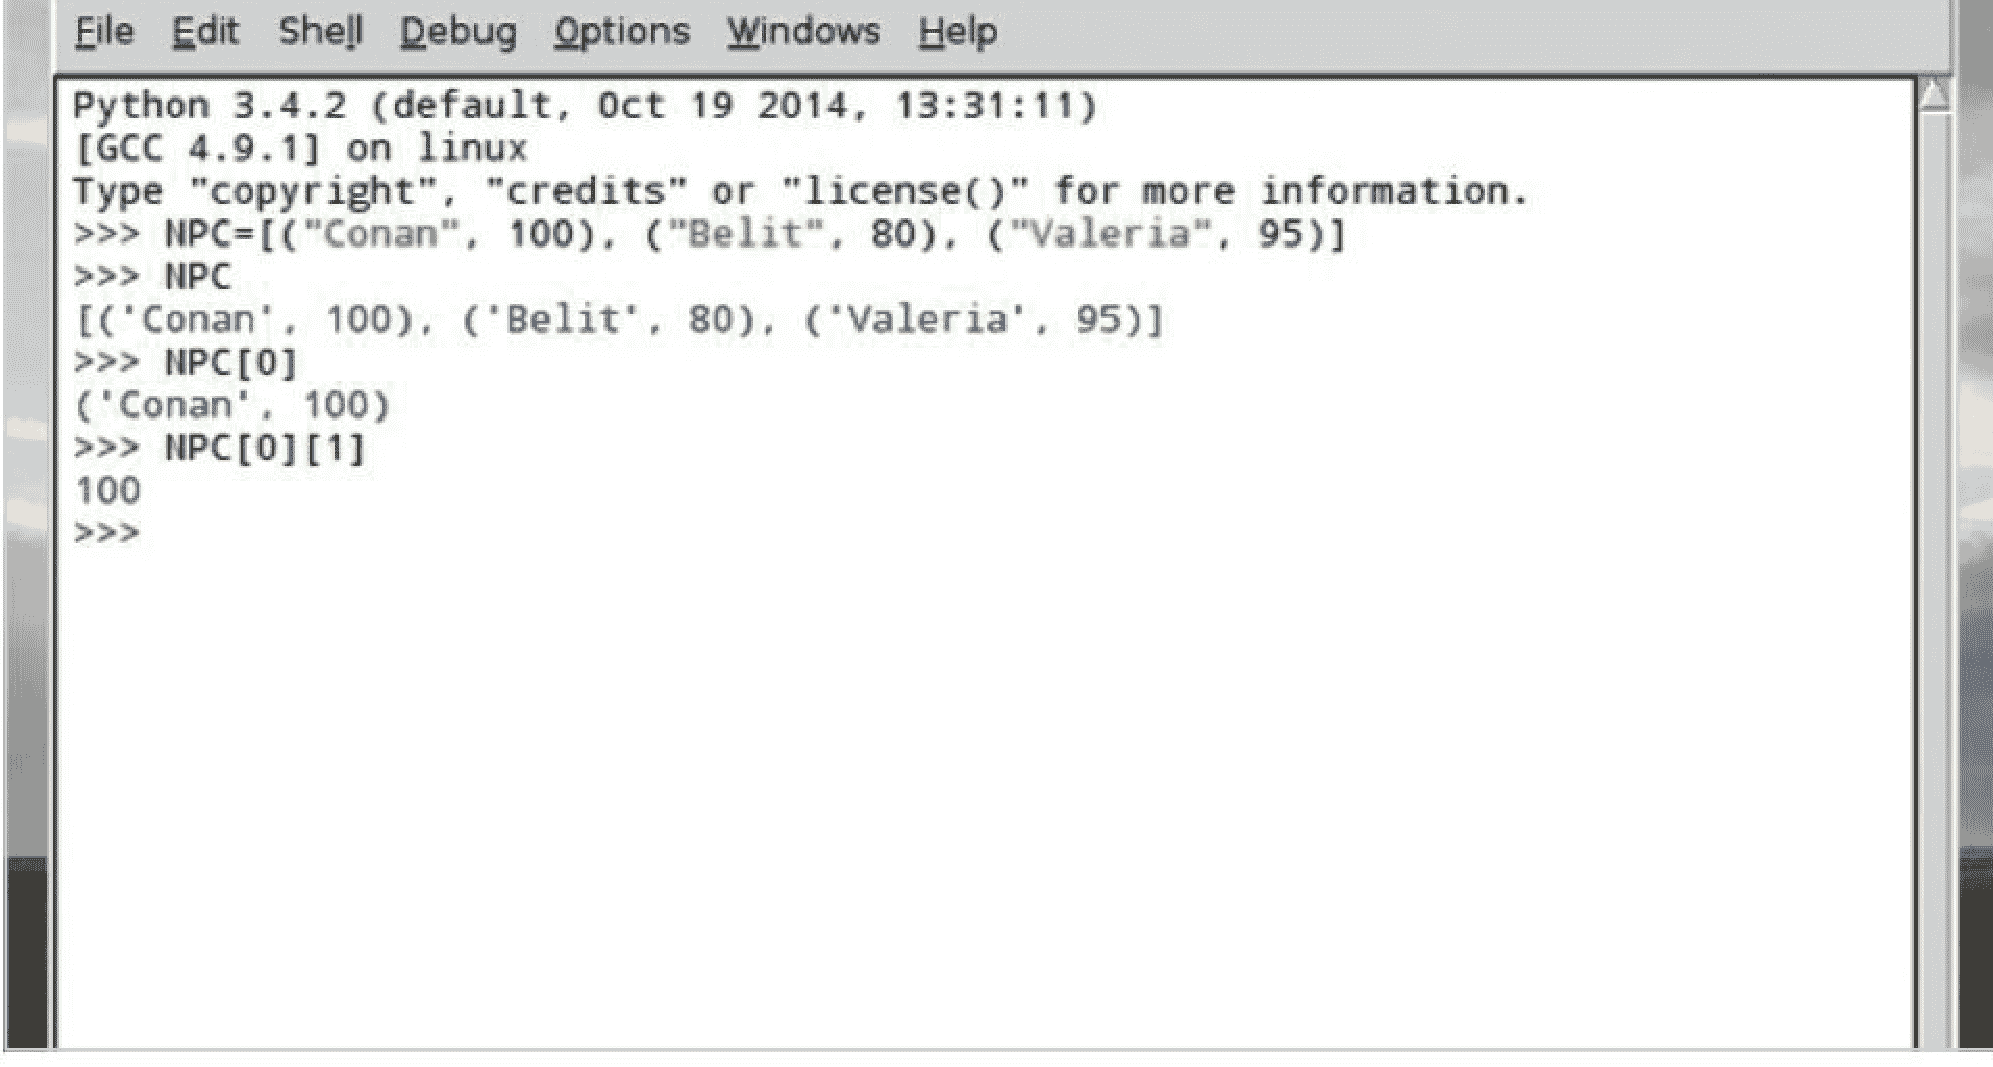 File Edit Shell Debug Options Windows Help
Python 3.4.2 (default, Oct 19 2014, 13:31:11)
[GCC 4.9.1] on linux
Type "copyright", "credits" or "license()" for more information.
>>> NPC=[("Conan", 100), ("Belit", 80), ("Valeria", 95)]
>>> NPC
[('Conan', 100), ('Belit', 80), ('Valeria', 95)]
>>> NPC[0]
('Conan', 100)
>>> NPC[0][1]
100
>>>